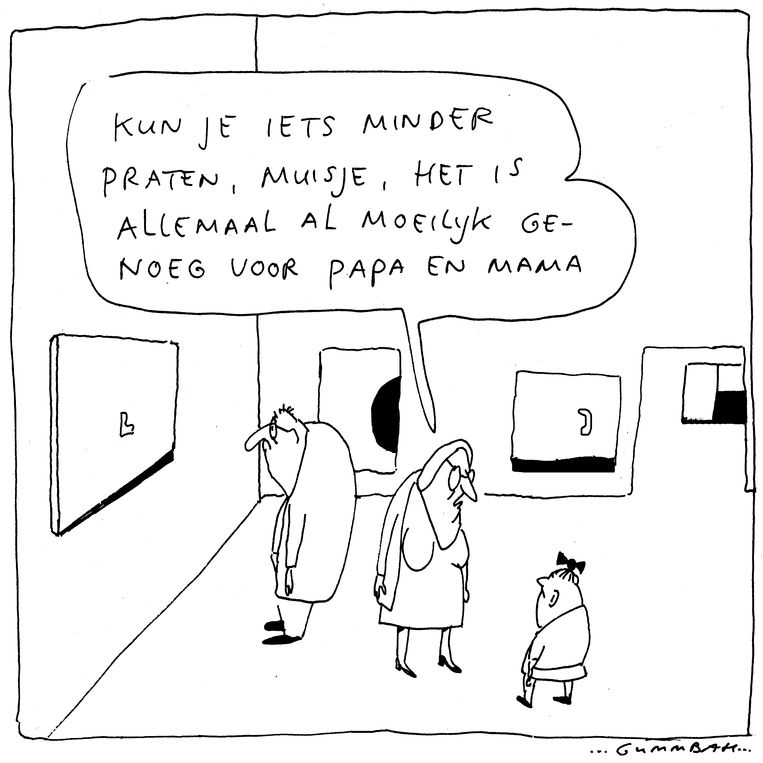 KUN JE IETS MINDER
PRATEN, MUISJE, HET IS
ALLEMAAL AL MOEILYK GE-
NOEG VOOR PAPA EN MAMA
...GUMMBAH...